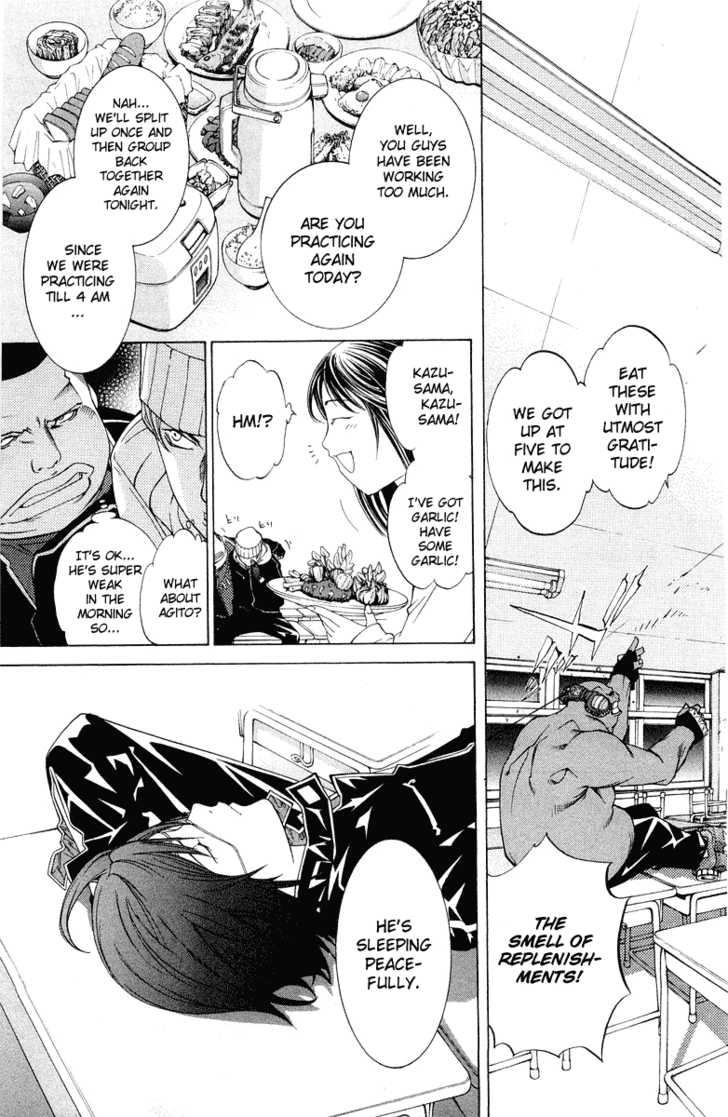 EAT
THESE
WITH
UTMOST
GRATI-
TUDE!
WE GOT
UP AT
FIVE TO
MAKE
THIS.
THE
SMELL OF
REPLENISH-
MENTS!
WELL,
YOU GUYS
HAVE BEEN
WORKING
TOO MUCH.
ARE YOU
PRACTICING
AGAIN
TODAY?
NAH...
WE'LL SPLIT
UP ONCE AND
THEN GROUP
BACK
TOGETHER
AGAIN
TONIGHT.
SINCE
WE WERE
PRACTICING
TILL 4 AM
...
KAZU-
SAMA,
KAZU-
SAMA!
I'VE GOT
GARLIC!
HAVE
SOME
GARLIC!
HM!?
WHAT
ABOUT
AGITO?
IT'S OK...
HE'S SUPER
WEAK
IN THE
MORNING
SO...
HE'S
SLEEPING
PEACE-
FULLY.